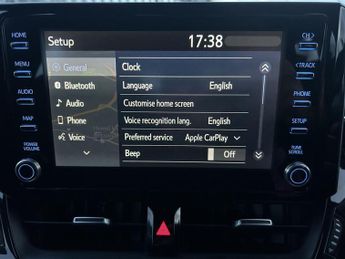 HOME
MENU
AUDIO
MAP
POWER
VOLUME
Setup
17:38
General
Bluetooth
Audio
Phone
Voice
Clock
Language English
Customise home screen
Voice recognition lang. English
Preferred service Apple CarPlay
Beep Off
CH
TRACK
PHONE
SETUP
TUNE
SCROLL